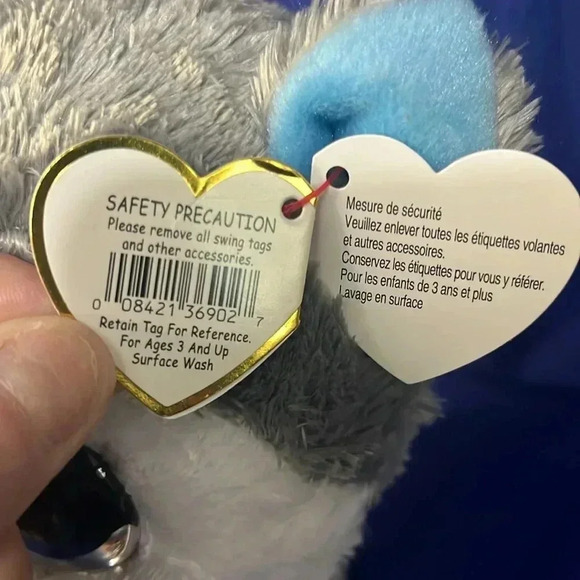 SAFETY PRECAUTION
Please remove all swing tags
and other accessories.
0 08421 36902 7
Retain Tag For Reference.
For Ages 3 And Up
Surface Wash
Mesure de sécurité
Veuillez enlever toutes les étiquettes volantes
et autres accessoires.
Conservez les étiquettes pour vous y référer.
Pour les enfants de 3 ans et plus
Lavage en surface